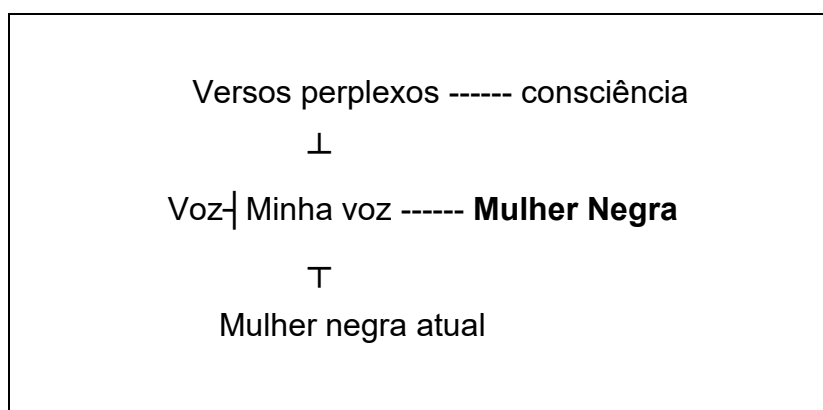 Versos perplexos ------ consciência
┴
Voz┤Minha voz ------ Mulher Negra
┬
Mulher negra atual